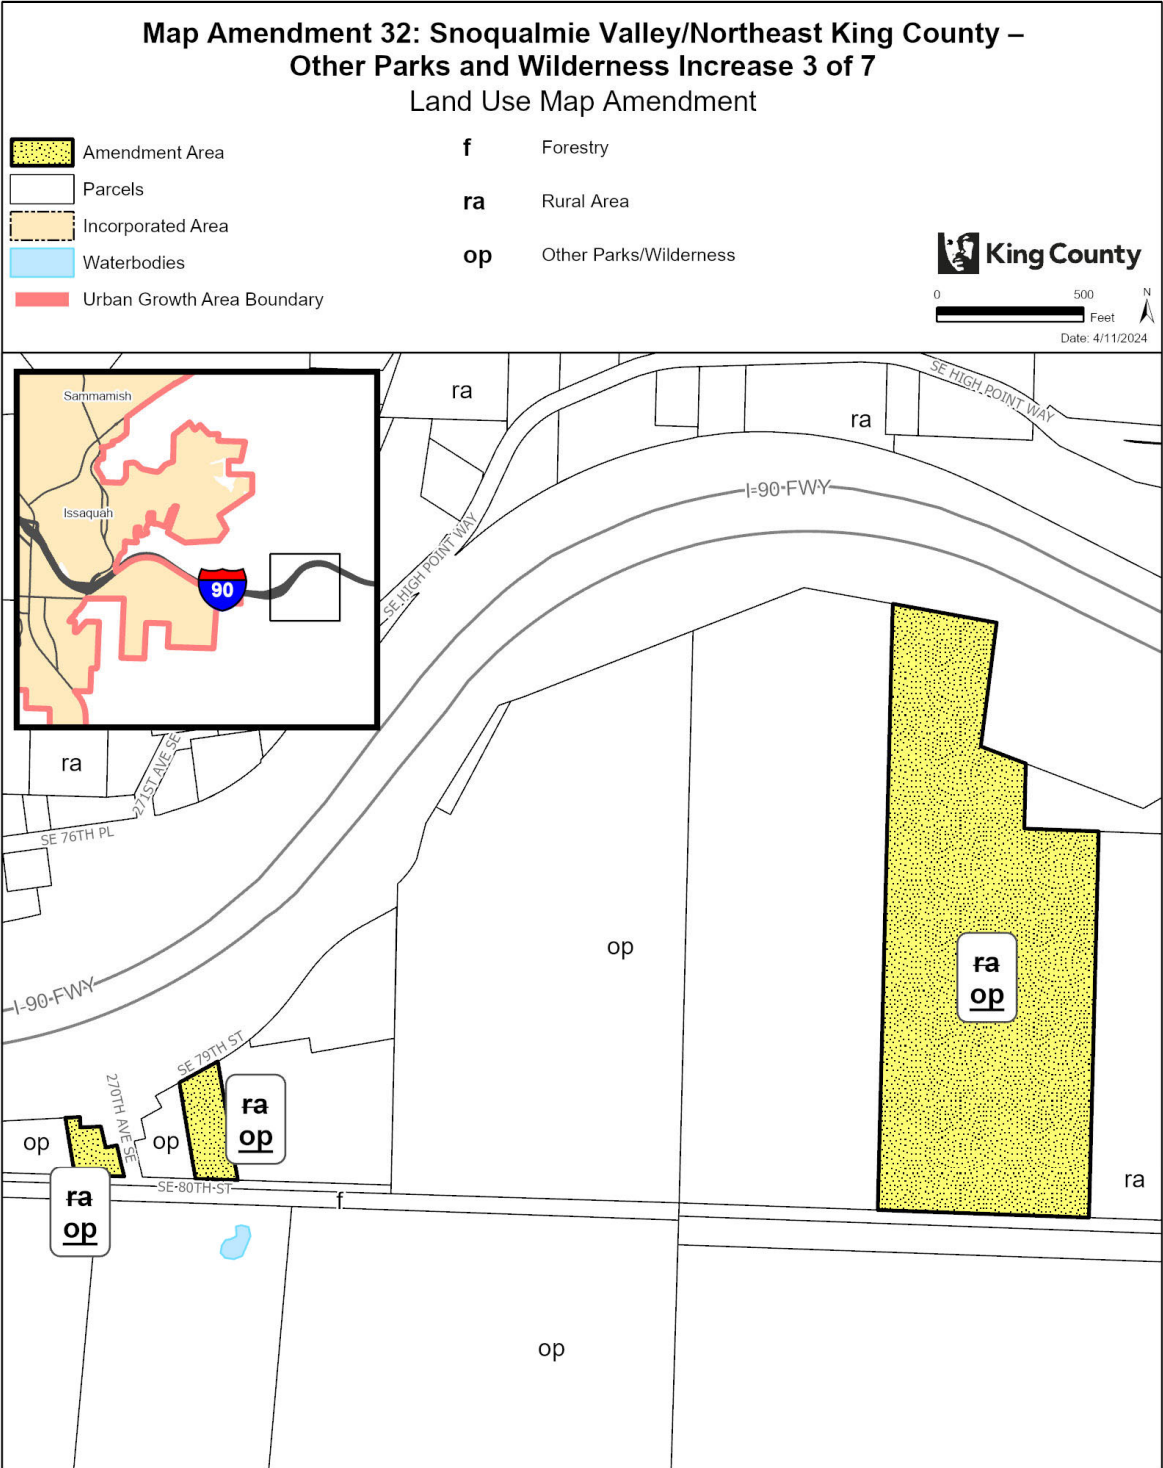 Map Amendment 32: Snoqualmie Valley/Northeast King County –
Other Parks and Wilderness Increase 3 of 7
Land Use Map Amendment
Amendment Area
Parcels
Incorporated Area
Waterbodies
Urban Growth Area Boundary
f Forestry
ra Rural Area
op Other Parks/Wilderness
King County
0 500
Feet
N
Date: 4/11/2024
Sammamish
Issaquah
90
ra
SE HIGH POINT WAY
ra
I-90 FWY
SE HIGH POINT WAY
ra
271ST AVE SE
SE 76TH PL
op
ra
op
I-90 FWY
SE 79TH ST
270TH AVE SE
ra
op
op
op
ra
SE 80TH ST
f
ra
op
op